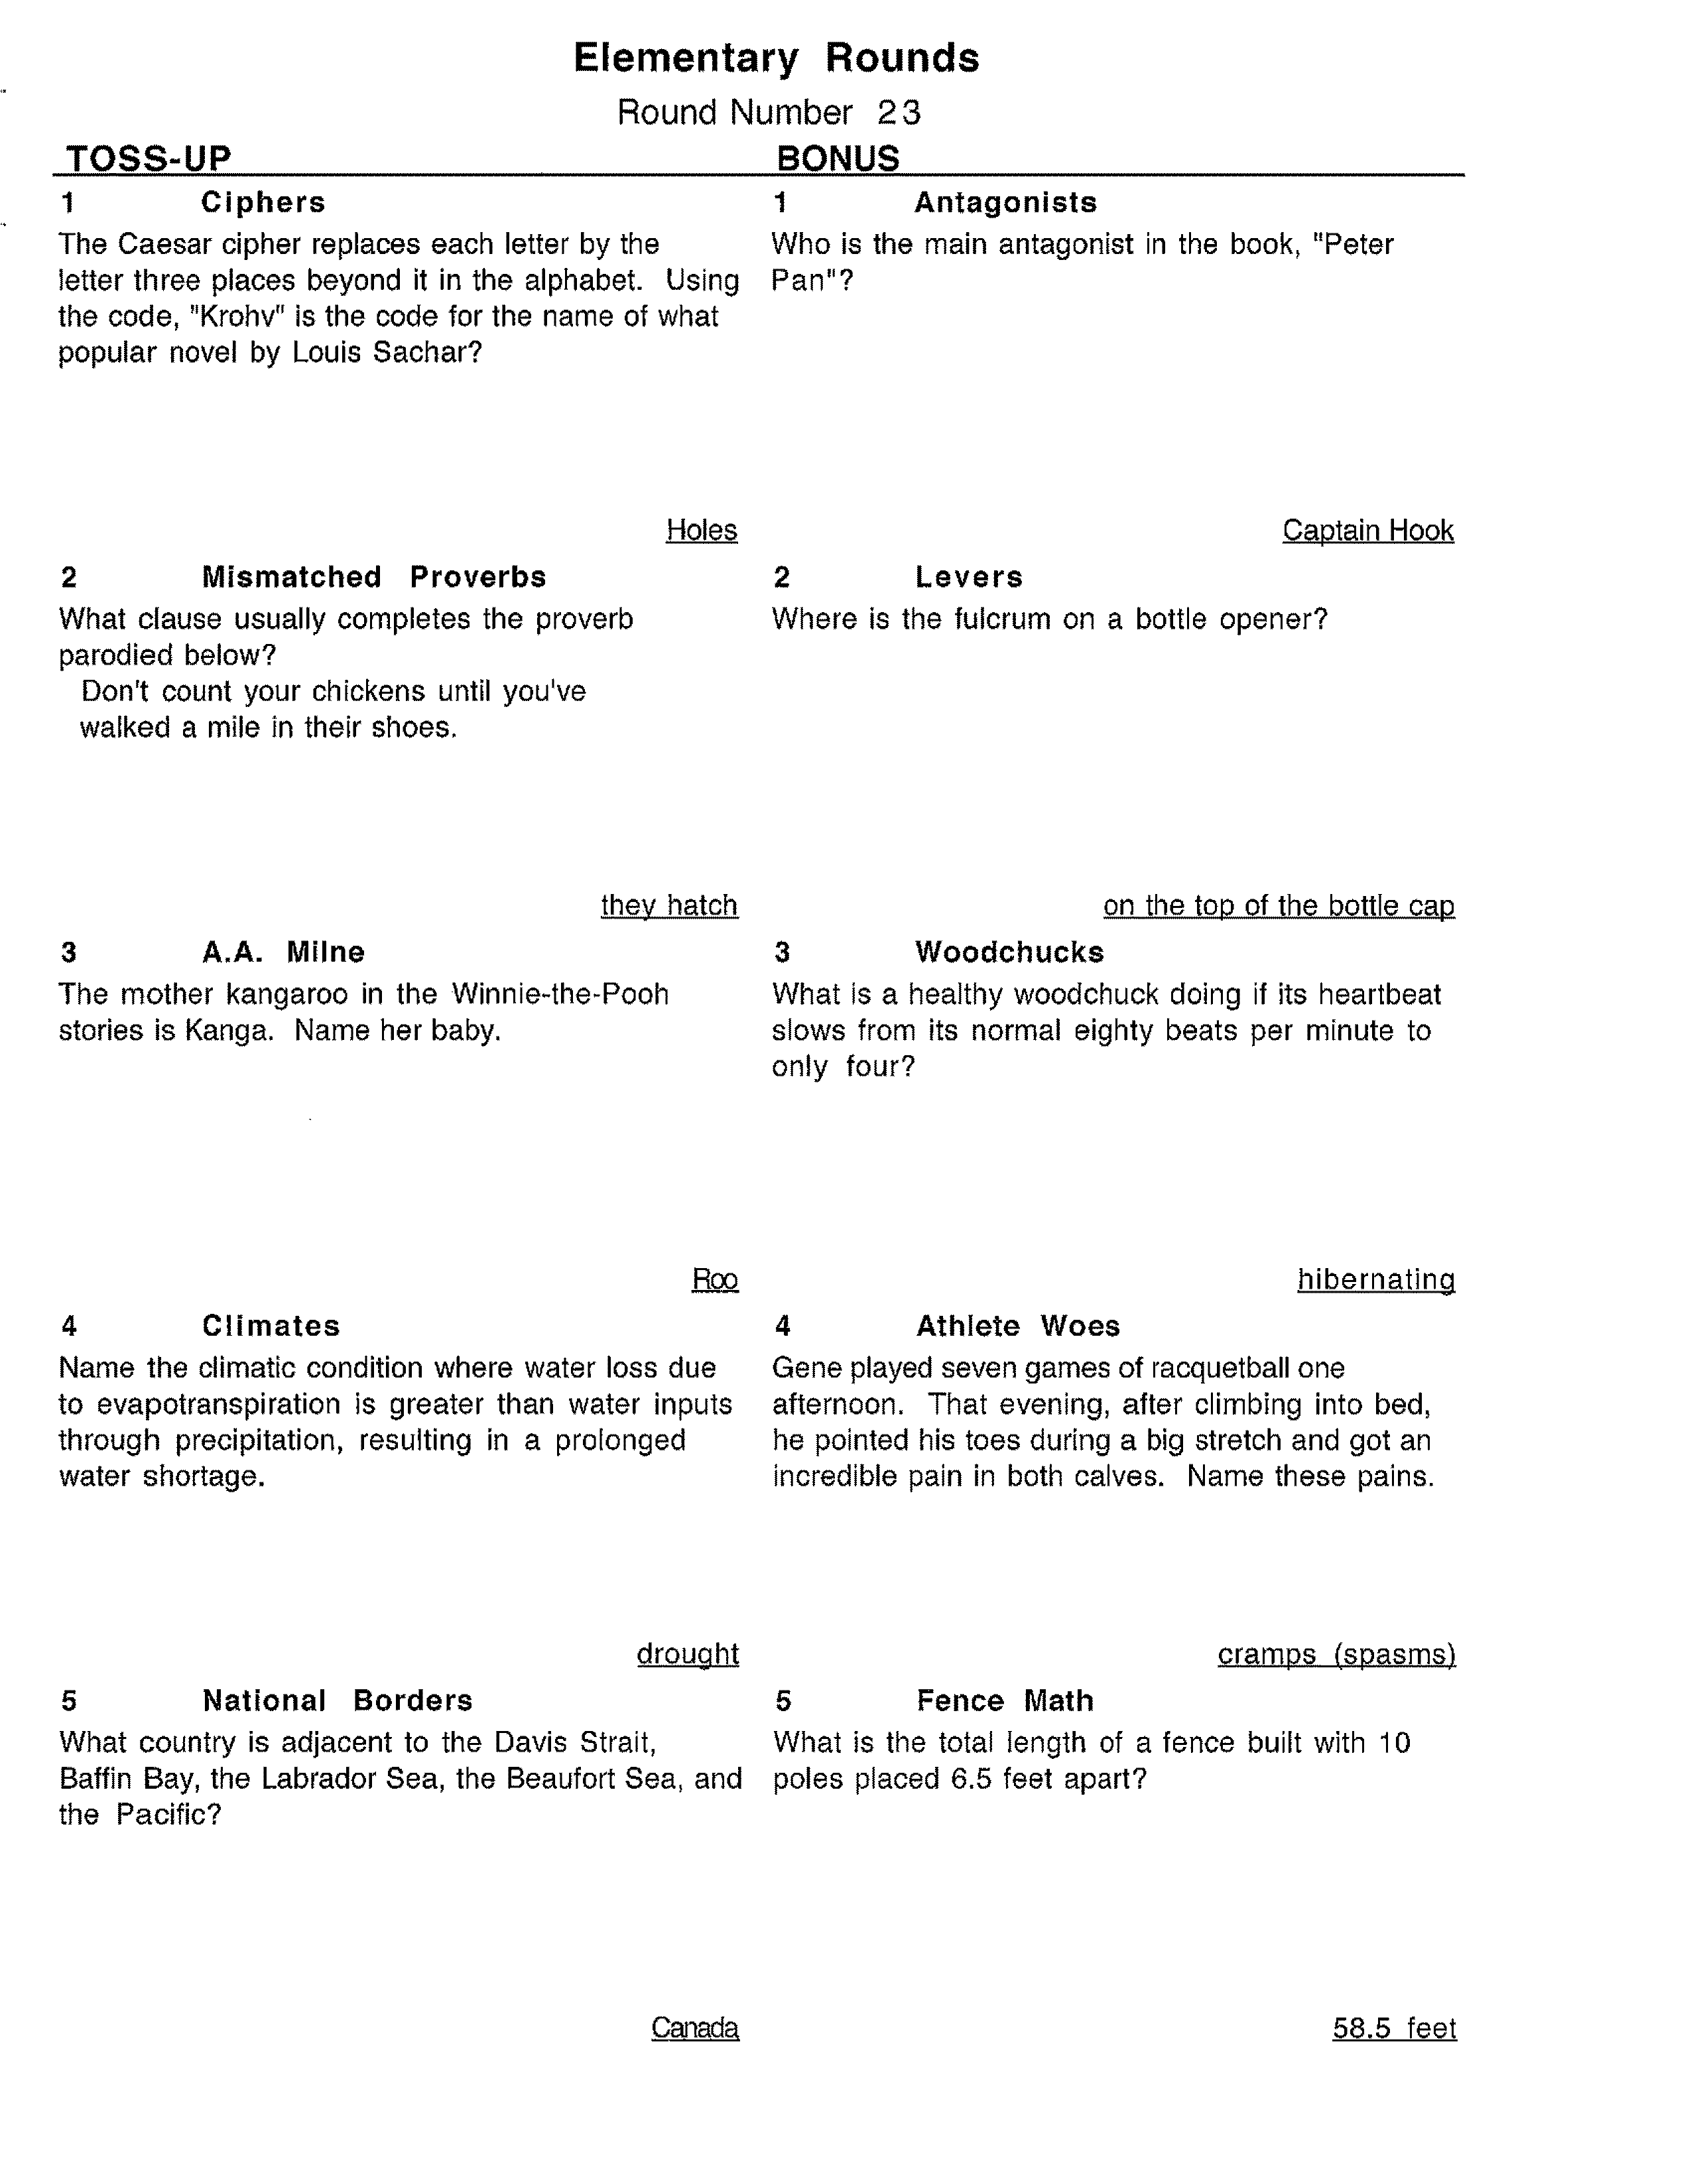 Elementary Rounds
Round Number 23
TOSS-UP
1 Ciphers
The Caesar cipher replaces each letter by the
letter three places beyond it in the alphabet. Using
the code, "Krohv" is the code for the name of what
popular novel by Louis Sachar?
Holes
2 Mismatched Proverbs
What clause usually completes the proverb
parodied below?
Don't count your chickens until you've
walked a mile in their shoes.
they hatch
3 A.A. Milne
The mother kangaroo in the Winnie-the-Pooh
stories is Kanga. Name her baby.
Roo
4 Climates
Name the climatic condition where water loss due
to evapotranspiration is greater than water inputs
through precipitation, resulting in a prolonged
water shortage.
drought
5 National Borders
What country is adjacent to the Davis Strait,
Baffin Bay, the Labrador Sea, the Beaufort Sea, and
the Pacific?
Canada
BONUS
1 Antagonists
Who is the main antagonist in the book, "Peter
Pan"?
Captain Hook
2 Levers
Where is the fulcrum on a bottle opener?
on the top of the bottle cap
3 Woodchucks
What is a healthy woodchuck doing if its heartbeat
slows from its normal eighty beats per minute to
only four?
hibernating
4 Athlete Woes
Gene played seven games of racquetball one
afternoon. That evening, after climbing into bed,
he pointed his toes during a big stretch and got an
incredible pain in both calves. Name these pains.
cramps (spasms)
5 Fence Math
What is the total length of a fence built with 10
poles placed 6.5 feet apart?
58.5 feet